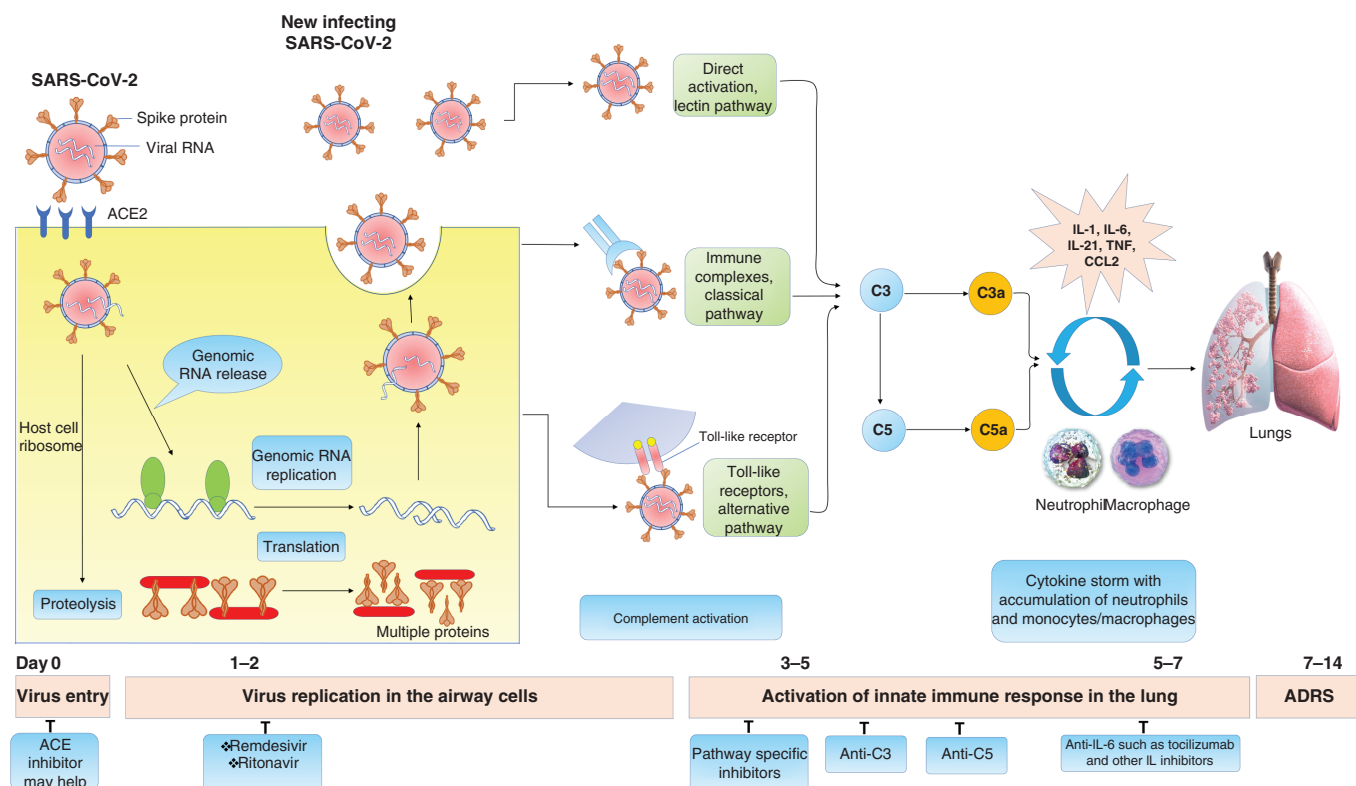 New infecting
SARS-CoV-2
SARS-CoV-2
Spike protein
Viral RNA
ACE2
Direct
activation,
lectin pathway
Immune
complexes,
classical
pathway
Toll-like receptor
Toll-like
receptors,
alternative
pathway
Genomic
RNA release
Host cell
ribosome
Genomic RNA
replication
Translation
Proteolysis
Multiple proteins
C3
C3a
C5
C5a
IL-1, IL-6,
IL-21, TNF,
CCL2
Neutrophil
Macrophage
Lungs
Complement activation
Cytokine storm with
accumulation of neutrophils
and monocytes/macrophages
Day 0
1–2
3–5
5–7
7–14
Virus entry
Virus replication in the airway cells
Activation of innate immune response in the lung
ADRS
ACE
inhibitor
may help
❖Remdesivir
❖Ritonavir
Pathway specific
inhibitors
Anti-C3
Anti-C5
Anti-IL-6 such as tocilizumab
and other IL inhibitors